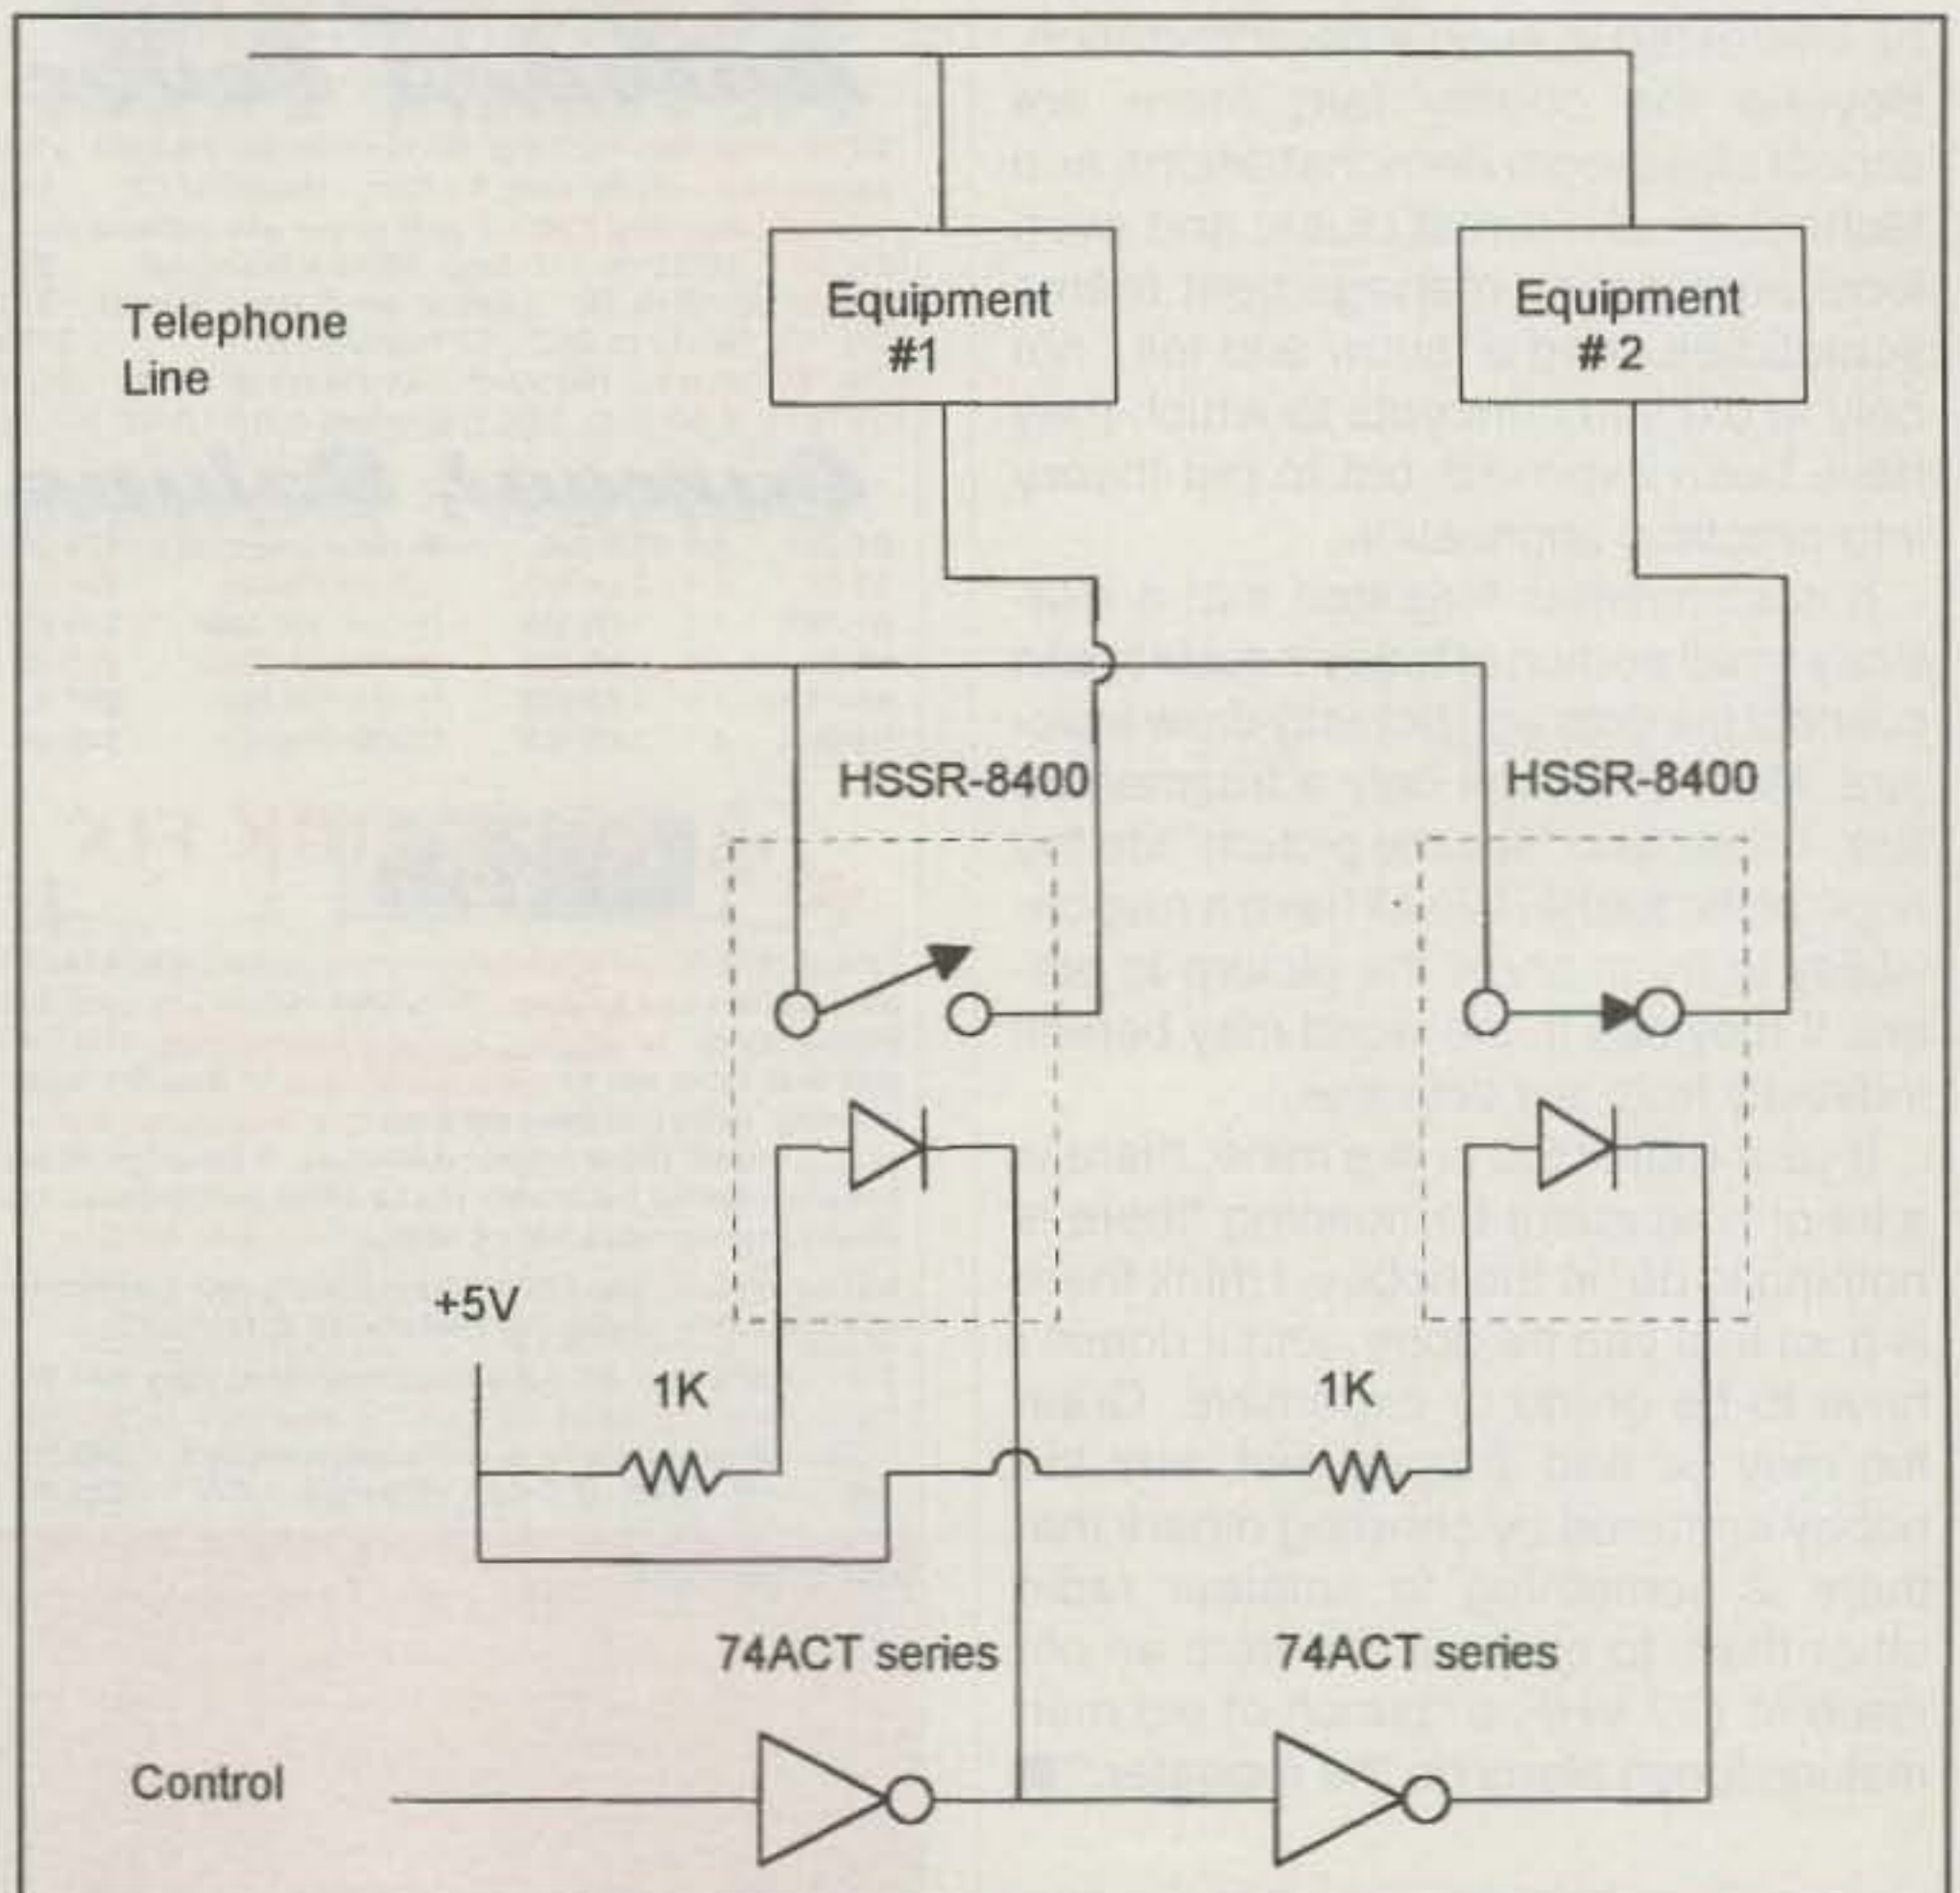 Telephone
Line
Equipment
#1
Equipment
# 2
HSSR-8400
HSSR-8400
+5V
1K
1K
74ACT series
74ACT series
Control